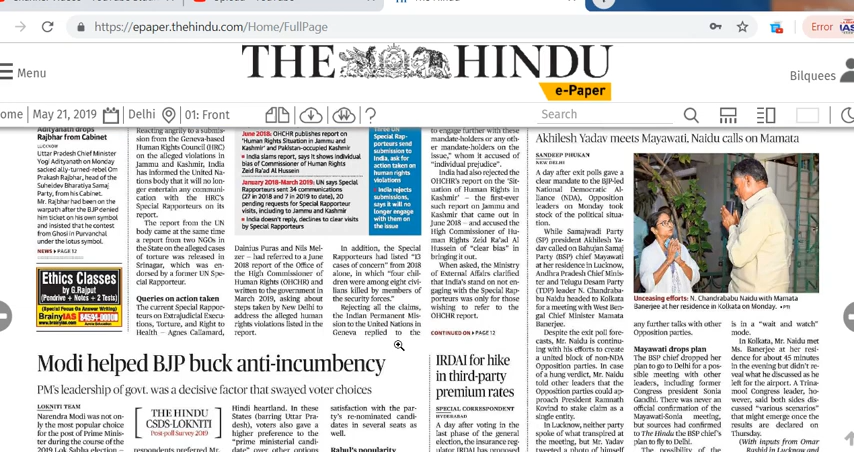 https://epaper.thehindu.com/Home/FullPage
Error
Menu
THE HINDU
e-Paper
Bilquees
ome
May 21, 2019
Delhi
01: Front
Search
Rajbhar from Cabinet
LUCKNOW
Uttar Pradesh Chief Minister
Yogi Adityanath on Monday
sacked ally-turned-rebel Om
Prakash Rajbhar, head of the
Suheldev Bharatiya Samaj
Party, from his Cabinet.
Mr. Rajbhar had been on the
warpath after the BJP denied
him ticket on his own symbol
and insisted that he contest
from Ghosi in Purvanchal
under the lotus symbol.
NEWS PAGE 12
Ethics Classes
by G.Rajput
(Pendrive + Notes + 2 Tests)
(Special Focus On Answer Writing)
BrainyIAS
www.brainyias.com
Reacting angrily to a submis-
sion from the Geneva-based
Human Rights Council (HRC)
on the alleged violations in
Jammu and Kashmir, India
has informed the United Na-
tions body that it will no lon-
ger entertain any communi-
cation with the HRC's
Special Rapporteurs on its
report.
The report from the UN
body came at the same time
a report from two NGOs in
the State on the alleged cases
of torture was released in
Srinagar, which was en-
dorsed by a former UN Spe-
cial Rapporteur.
Queries on action taken
The current Special Rappor-
teurs on Extrajudicial Execu-
tions, Torture, and Right to
Health – Agnes Callamard,
June 2018: OHCHR publishes report on
'Human Rights Situation in Jammu and
Kashmir' and Pakistan-occupied Kashmir
India slams report, says it shows individual
bias of Commissioner of Human Rights
Zeid Ra'ad Al Hussein
January 2018-March 2019: UN says Special
Rapporteurs sent 34 communications
(27 in 2018 and 7 in 2019 to date), 20
pending requests for Special Rapporteur
visits, including to Jammu and Kashmir
India doesn't reply, declines to clear visits
by Special Rapporteurs
Special Rap-
porteurs send
submission to
India, ask for
action taken on
human rights
violations
India rejects
submissions,
says it will no
longer engage
with them on
the issue
Dainius Puras and Nils Mel-
zer – had referred to a June
2018 report of the Office of
the High Commissioner of
Human Rights (OHCHR) and
written to the government in
March 2019, asking about
steps taken by New Delhi to
address the alleged human
rights violations listed in the
report.
In addition, the Special
Rapporteurs had listed "13
cases of concern" from 2018
alone, in which "four chil-
dren were among eight civi-
lians killed by members of
the security forces."
Rejecting all the claims,
the Indian Permanent Mis-
sion to the United Nations in
Geneva replied to the
to engage further with these
mandate-holders or any oth-
er mandate-holders on the
issue," whom it accused of
"individual prejudice".
India had also rejected the
OHCHR's report on the "Sit-
uation of Human Rights in
Kashmir" – the first-ever
such report on Jammu and
Kashmir that came out in
June 2018 – and accused the
High Commissioner of Hu-
man Rights Zeid Ra'ad Al
Hussein of "clear bias" in
bringing it out.
When asked, the Ministry
of External Affairs clarified
that India's stand on not en-
gaging with the Special Rap-
porteurs was only for those
wishing to refer to the
OHCHR report.
CONTINUED ON PAGE 12
Akhilesh Yadav meets Mayawati, Naidu calls on Mamata
SANDEEP PHUKAN
NEW DELHI
A day after exit polls gave a
clear mandate to the BJP-led
National Democratic Al-
liance (NDA), Opposition
leaders on Monday took
stock of the political situa-
tion.
While Samajwadi Party
(SP) president Akhilesh Ya-
dav called on Bahujan Samaj
Party (BSP) chief Mayawati
at her residence in Lucknow,
Andhra Pradesh Chief Minis-
ter and Telugu Desam Party
(TDP) leader N. Chandraba-
bu Naidu headed to Kolkata
for a meeting with West Ben-
gal Chief Minister Mamata
Banerjee.
Despite the exit poll forec-
asts, Mr. Naidu is continu-
ing with his efforts to create
a united block of non-NDA
Opposition parties. In case
of a hung verdict, Mr. Naidu
told other leaders that the
Opposition parties could ap-
proach President Ramnath
Kovind to stake claim as a
single entity.
In Lucknow, neither party
spoke of what transpired at
the meeting, but Mr. Yadav
tweeted a photo of himself
Unceasing efforts: N. Chandrababu Naidu with Mamata
Banerjee at her residence in Kolkata on Monday. PTI
any further talks with other
Opposition parties.
Mayawati drops plan
The BSP chief dropped her
plan to go to Delhi for a pos-
sible meeting with other
leaders, including former
Congress president Sonia
Gandhi. There was never an
official confirmation of the
Mayawati-Sonia meeting,
but sources had confirmed
to The Hindu the BSP chief's
plan to fly to Delhi.
The possibility of the
is in a "wait and watch"
mode.
In Kolkata, Mr. Naidu met
Ms. Banerjee at her resi-
dence for about 45 minutes
in the evening but didn't re-
veal what he discussed as he
left for the airport. A Trina-
mool Congress leader, ho-
wever, said both sides dis-
cussed "various scenarios"
that might emerge once the
results are declared on
Thursday.
(With inputs from Omar
Rashid in Lucknow and
Modi helped BJP buck anti-incumbency
PM's leadership of govt. was a decisive factor that swayed voter choices
LOKNITI TEAM
Narendra Modi was not on-
ly the most popular choice
for the post of Prime Minis-
ter during the course of the
2019 Lok Sabha election –
THE HINDU
CSDS-LOKNITI
Post-poll Survey 2019
respondents preferred Mr.
Hindi heartland. In these
States (barring Uttar Pra-
desh), voters also gave a
higher preference to the
"prime ministerial candi-
date" over other options
satisfaction with the par-
ty's re-nominated candi-
dates in several seats as
well.
Rahul's popularity
IRDAI for hike
in third-party
premium rates
SPECIAL CORRESPONDENT
HYDERABAD
A day after voting in the
last phase of the general
election, the insurance reg-
ulator IRDAI has proposed